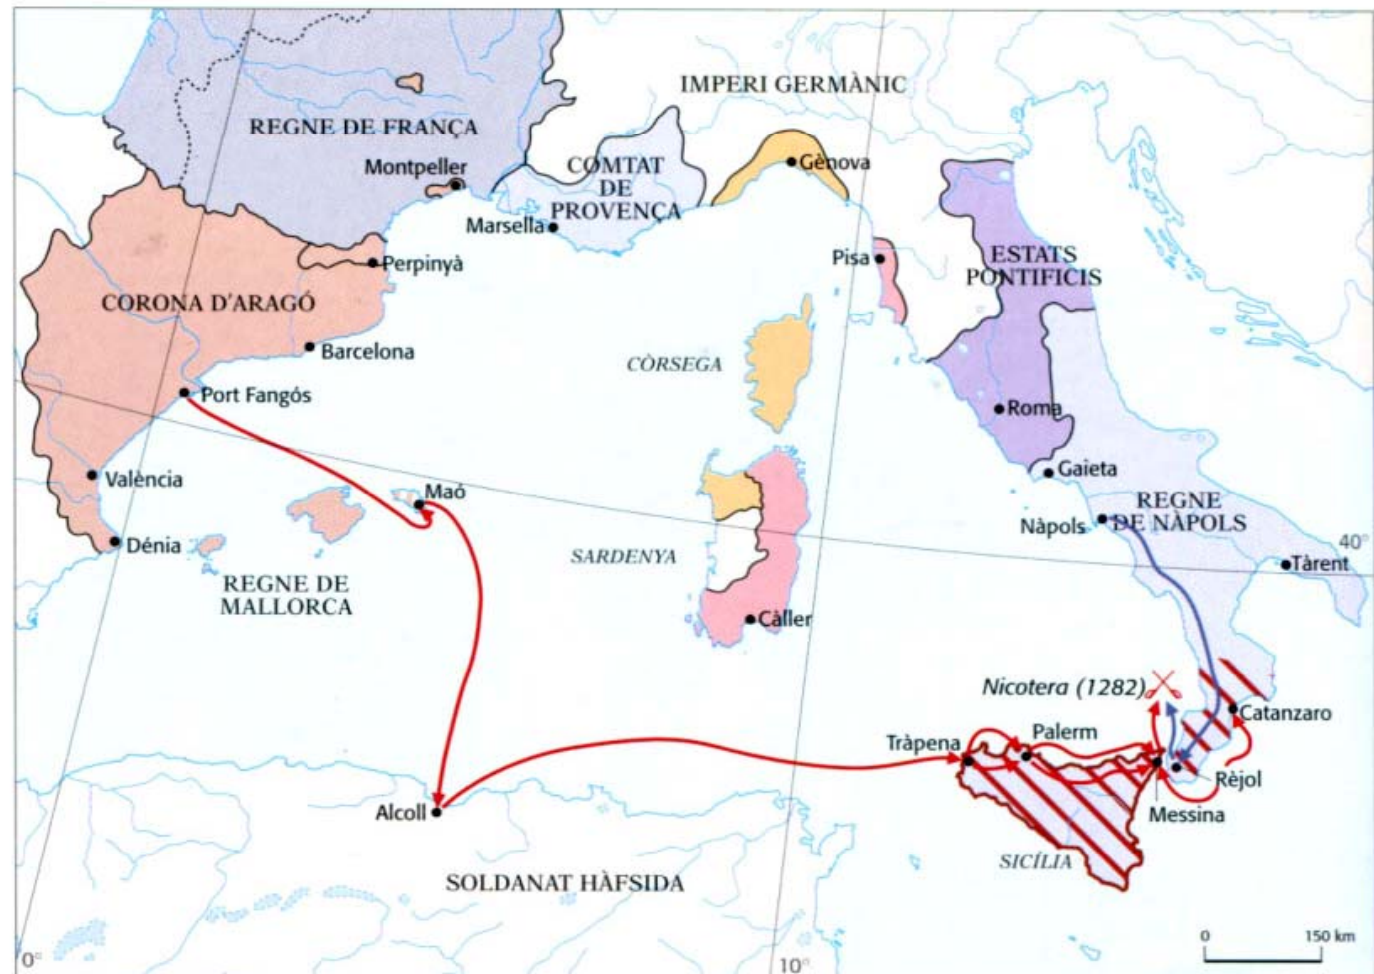 IMPERI GERMÀNIC
REGNE DE FRANÇA
Montpeller
COMTAT
DE
PROVENÇA
Gènova
Marsella
Perpinyà
Pisa
ESTATS
PONTIFICIS
CORONA D'ARAGÓ
Barcelona
CÒRSEGA
Port Fangós
Roma
València
Maó
Gaieta
REGNE
DE NÀPOLS
Nàpols
Dénia
SARDENYA
40°
Tàrent
REGNE DE
MALLORCA
Càller
Nicotera (1282)
Catanzaro
Tràpena
Palerm
Rèjol
Alcoll
Messina
SICÍLIA
SOLDANAT HÀFSIDA
0 150 km
0°
10°